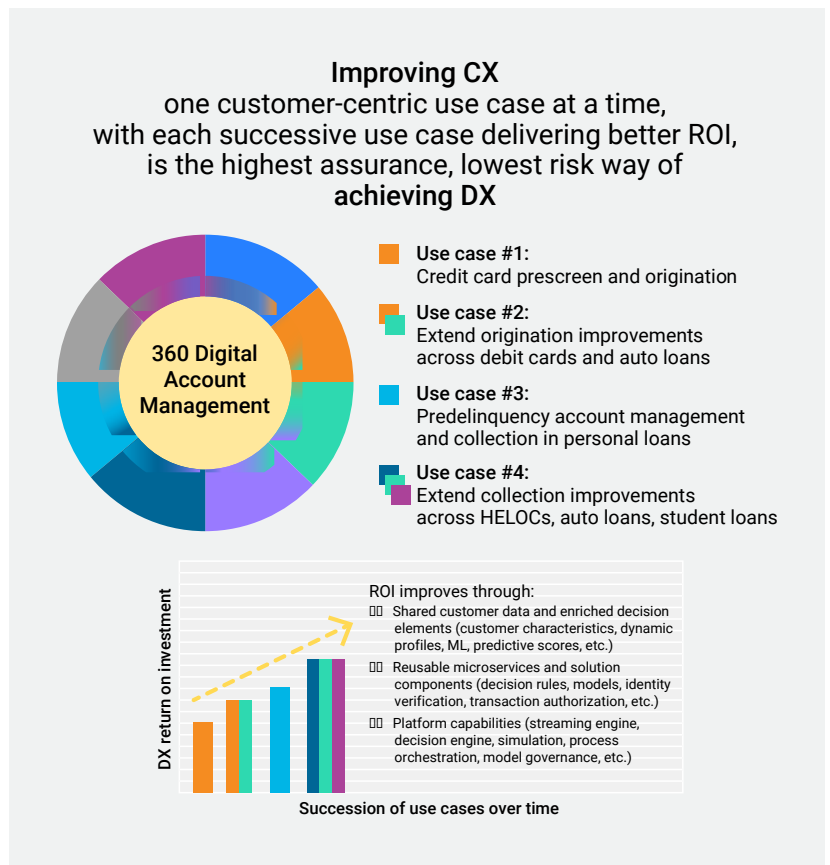 Improving CX
one customer-centric use case at a time,
with each successive use case delivering better ROI,
is the highest assurance, lowest risk way of
achieving DX
360 Digital
Account
Management
Use case #1:
Credit card prescreen and origination
Use case #2:
Extend origination improvements
across debit cards and auto loans
Use case #3:
Predelinquency account management
and collection in personal loans
Use case #4:
Extend collection improvements
across HELOCs, auto loans, student loans
DX return on investment
ROI improves through:
Shared customer data and enriched decision
elements (customer characteristics, dynamic
profiles, ML, predictive scores, etc.)
Reusable microservices and solution
components (decision rules, models, identity
verification, transaction authorization, etc.)
Platform capabilities (streaming engine,
decision engine, simulation, process
orchestration, model governance, etc.)
Succession of use cases over time